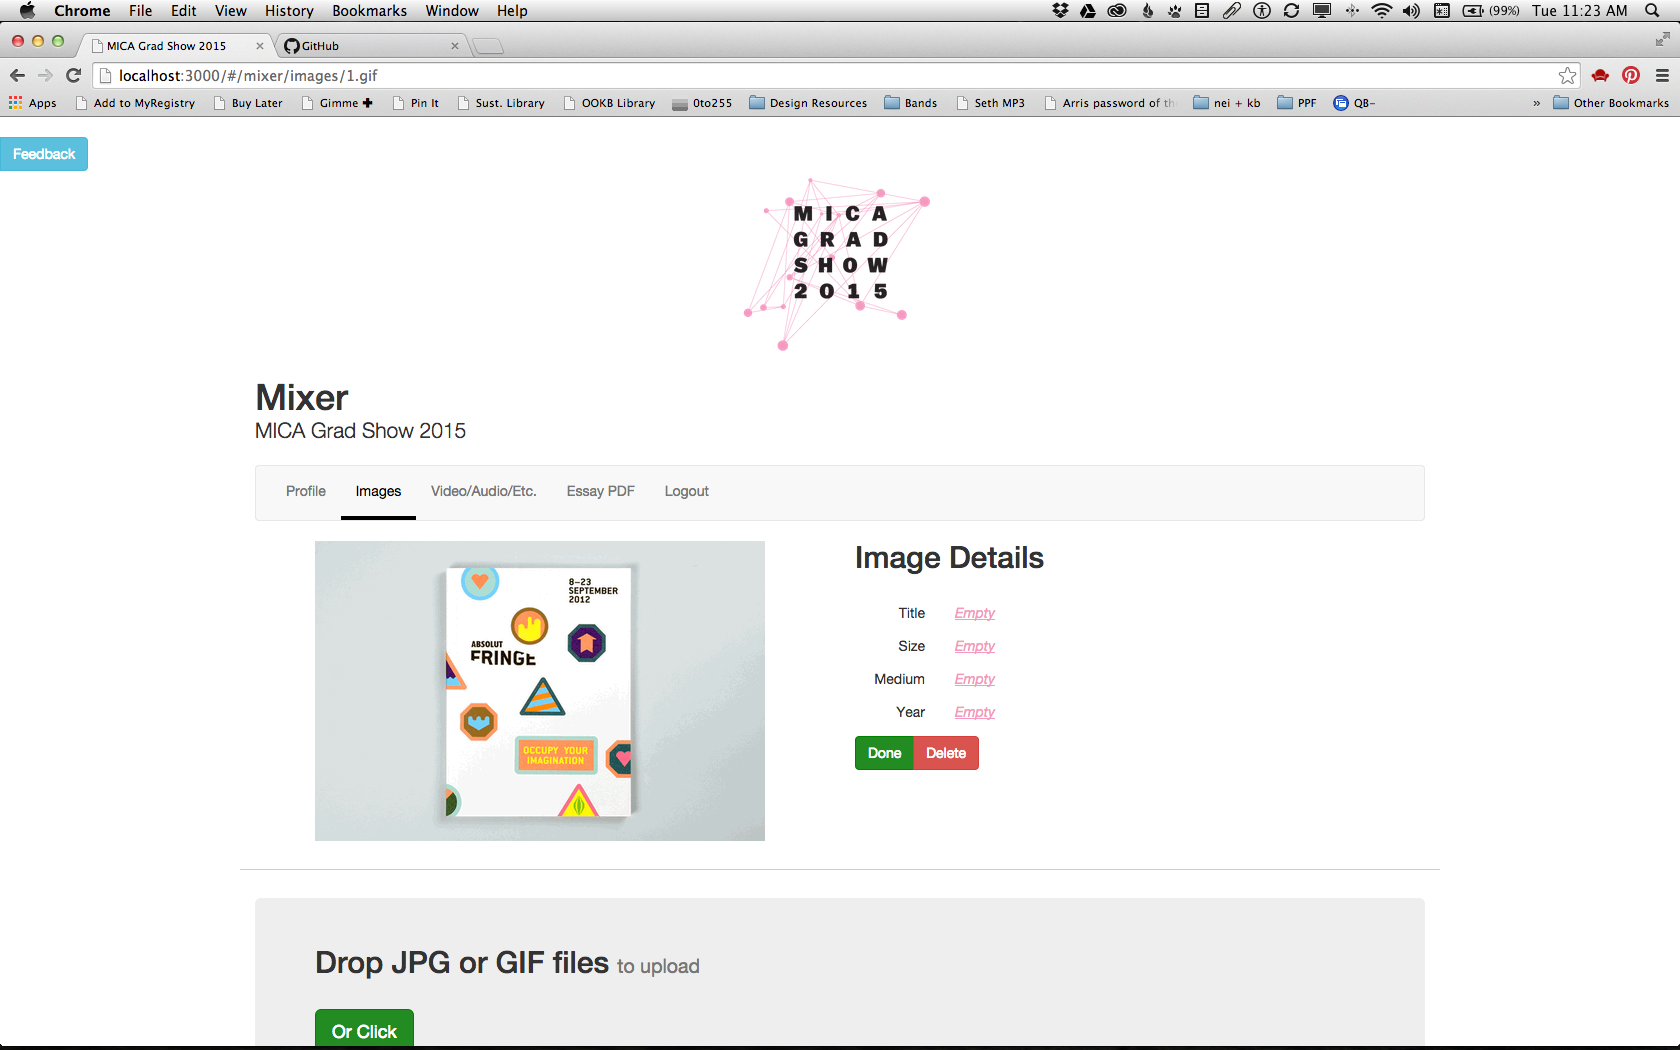 Chrome File Edit View History Bookmarks Window Help (99%) Tue 11:23 AM
MICA Grad Show 2015 GitHub
localhost:3000/#/mixer/images/1.gif
Apps Add to MyRegistry Buy Later Gimme ✚ Pin It Sust. Library OOKB Library 0to255 Design Resources Bands Seth MP3 Arris password of th nei + kb PPF QB- » Other Bookmarks
Feedback
MICA
GRAD
SHOW
2015
Mixer
MICA Grad Show 2015
Profile Images Video/Audio/Etc. Essay PDF Logout
8–23
SEPTEMBER
2012
ABSOLUT
FRINGE
OCCUPY YOUR
IMAGINATION
Image Details
Title Empty
Size Empty
Medium Empty
Year Empty
Done Delete
Drop JPG or GIF files to upload
Or Click